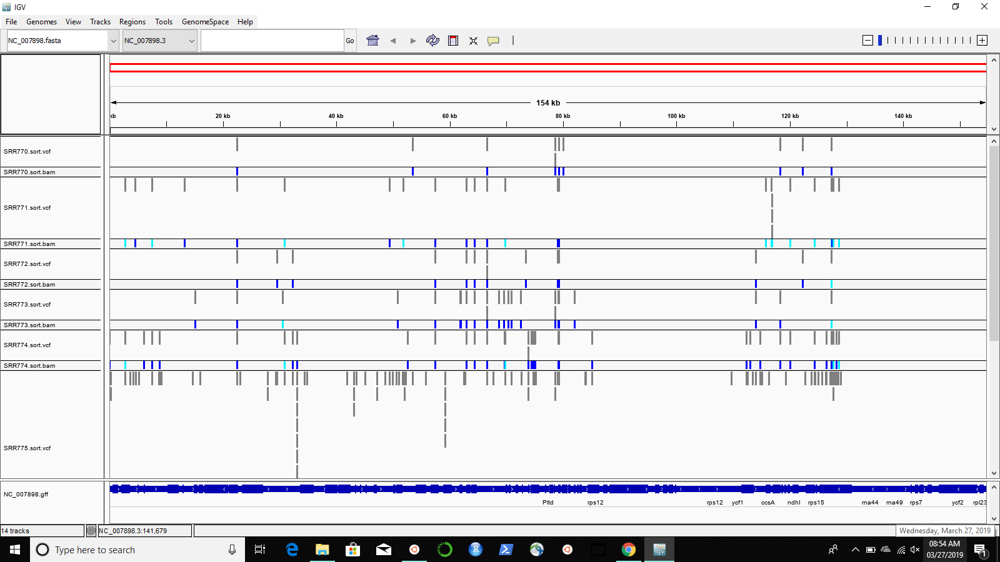 IGV
File Genomes View Tracks Regions Tools GenomeSpace Help
NC_007898.fasta NC_007898.3 Go
154 kb
kb 20 kb 40 kb 60 kb 80 kb 100 kb 120 kb 140 kb
SRR770.sort.vcf
SRR770.sort.bam
SRR771.sort.vcf
SRR771.sort.bam
SRR772.sort.vcf
SRR772.sort.bam
SRR773.sort.vcf
SRR773.sort.bam
SRR774.sort.vcf
SRR774.sort.bam
SRR775.sort.vcf
NC_007898.gff
Pltd rps12 rps12 ycf1 ccsA ndhI rps15 rna44 rna49 rps7 ycf2 rpl23
14 tracks NC_007898.3:141,679
Wednesday, March 27, 2019
Type here to search
08:54 AM
03/27/2019
1